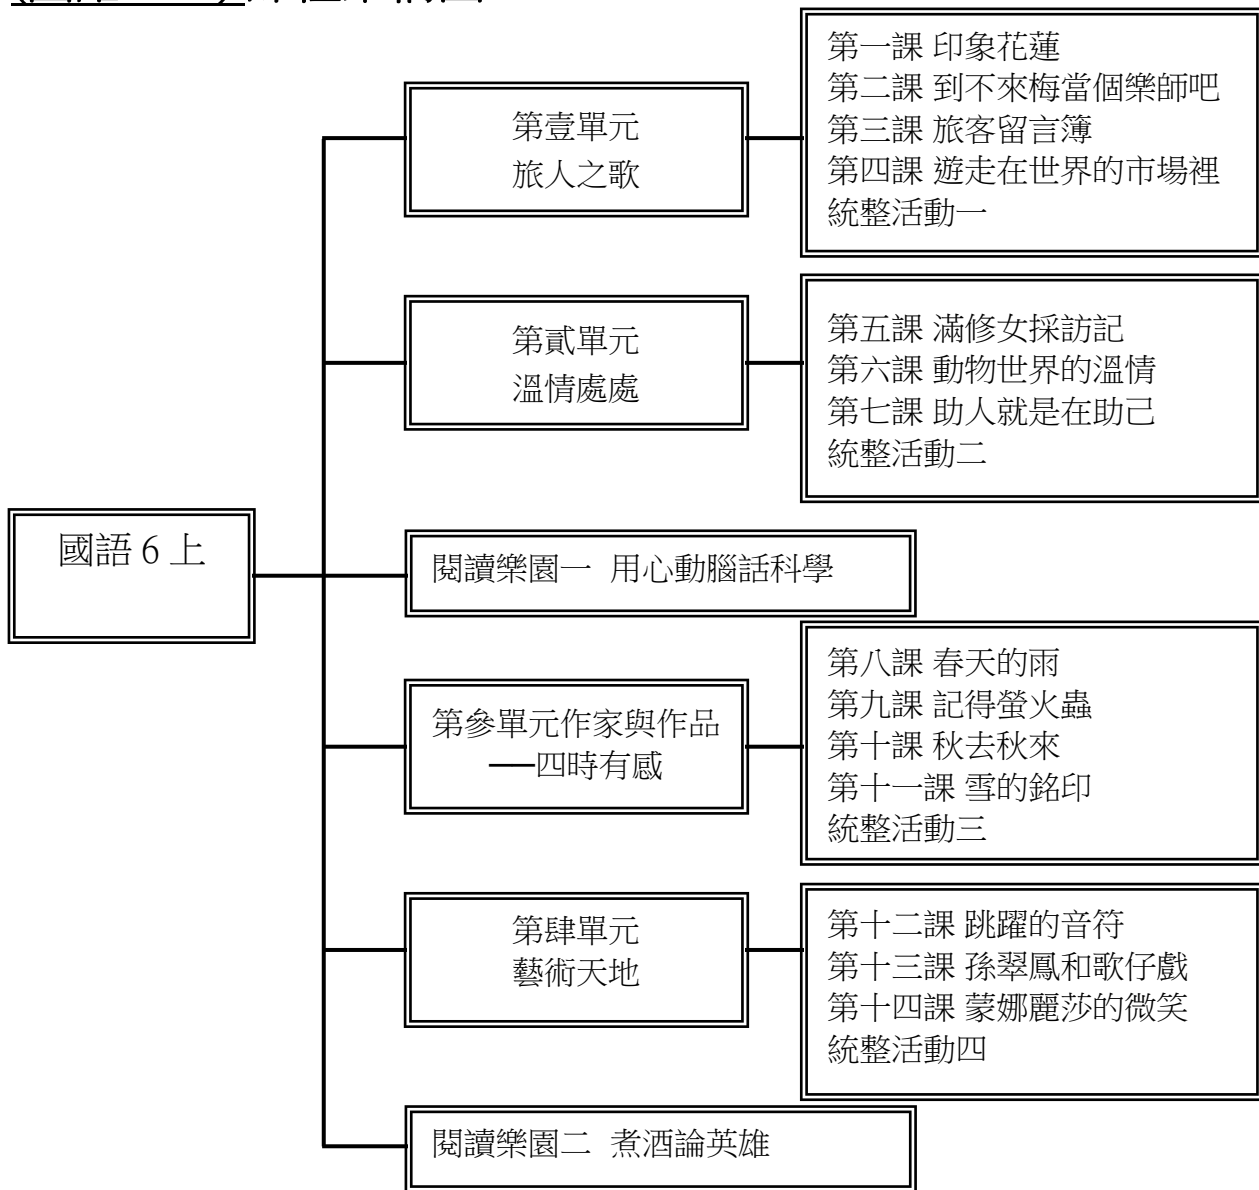 第一課 印象花蓮
第二課 到不來梅當個樂師吧
第三課 旅客留言簿
第四課 遊走在世界的市場裡
統整活動一
第壹單元
旅人之歌
第五課 滿修女採訪記
第六課 動物世界的溫情
第七課 助人就是在助己
統整活動二
第貳單元
溫情處處
國語 6 上
閱讀樂園一 用心動腦話科學
第八課 春天的雨
第九課 記得螢火蟲
第十課 秋去秋來
第十一課 雪的銘印
統整活動三
第參單元作家與作品
──四時有感
第十二課 跳躍的音符
第十三課 孫翠鳳和歌仔戲
第十四課 蒙娜麗莎的微笑
統整活動四
第肆單元
藝術天地
閱讀樂園二 煮酒論英雄